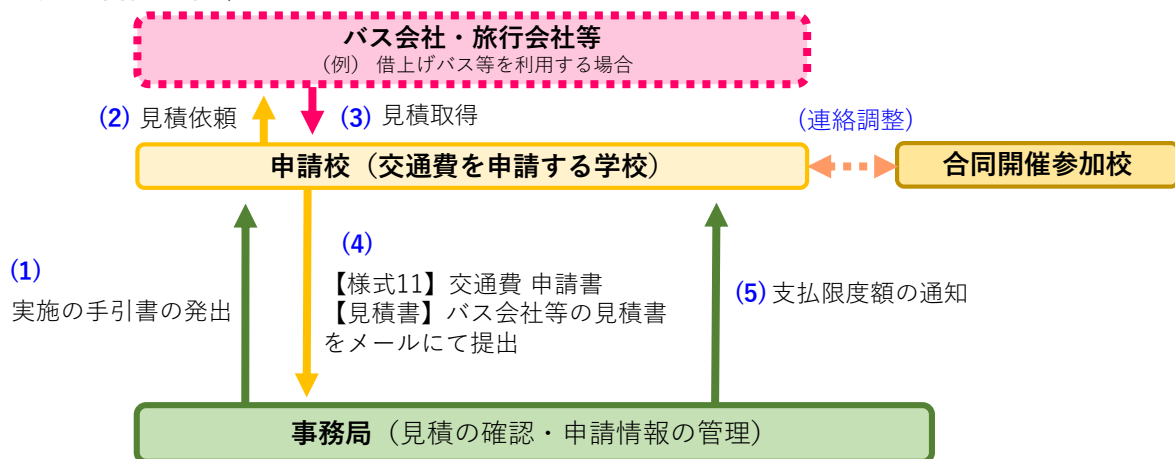 バス会社・旅行会社等
（例） 借上げバス等を利用する場合
(2) 見積依頼
(3) 見積取得
(連絡調整)
申請校（交通費を申請する学校）
合同開催参加校
(1)
実施の手引書の発出
(4)
【様式11】交通費 申請書
【見積書】バス会社等の見積書
をメールにて提出
(5) 支払限度額の通知
事務局（見積の確認・申請情報の管理）